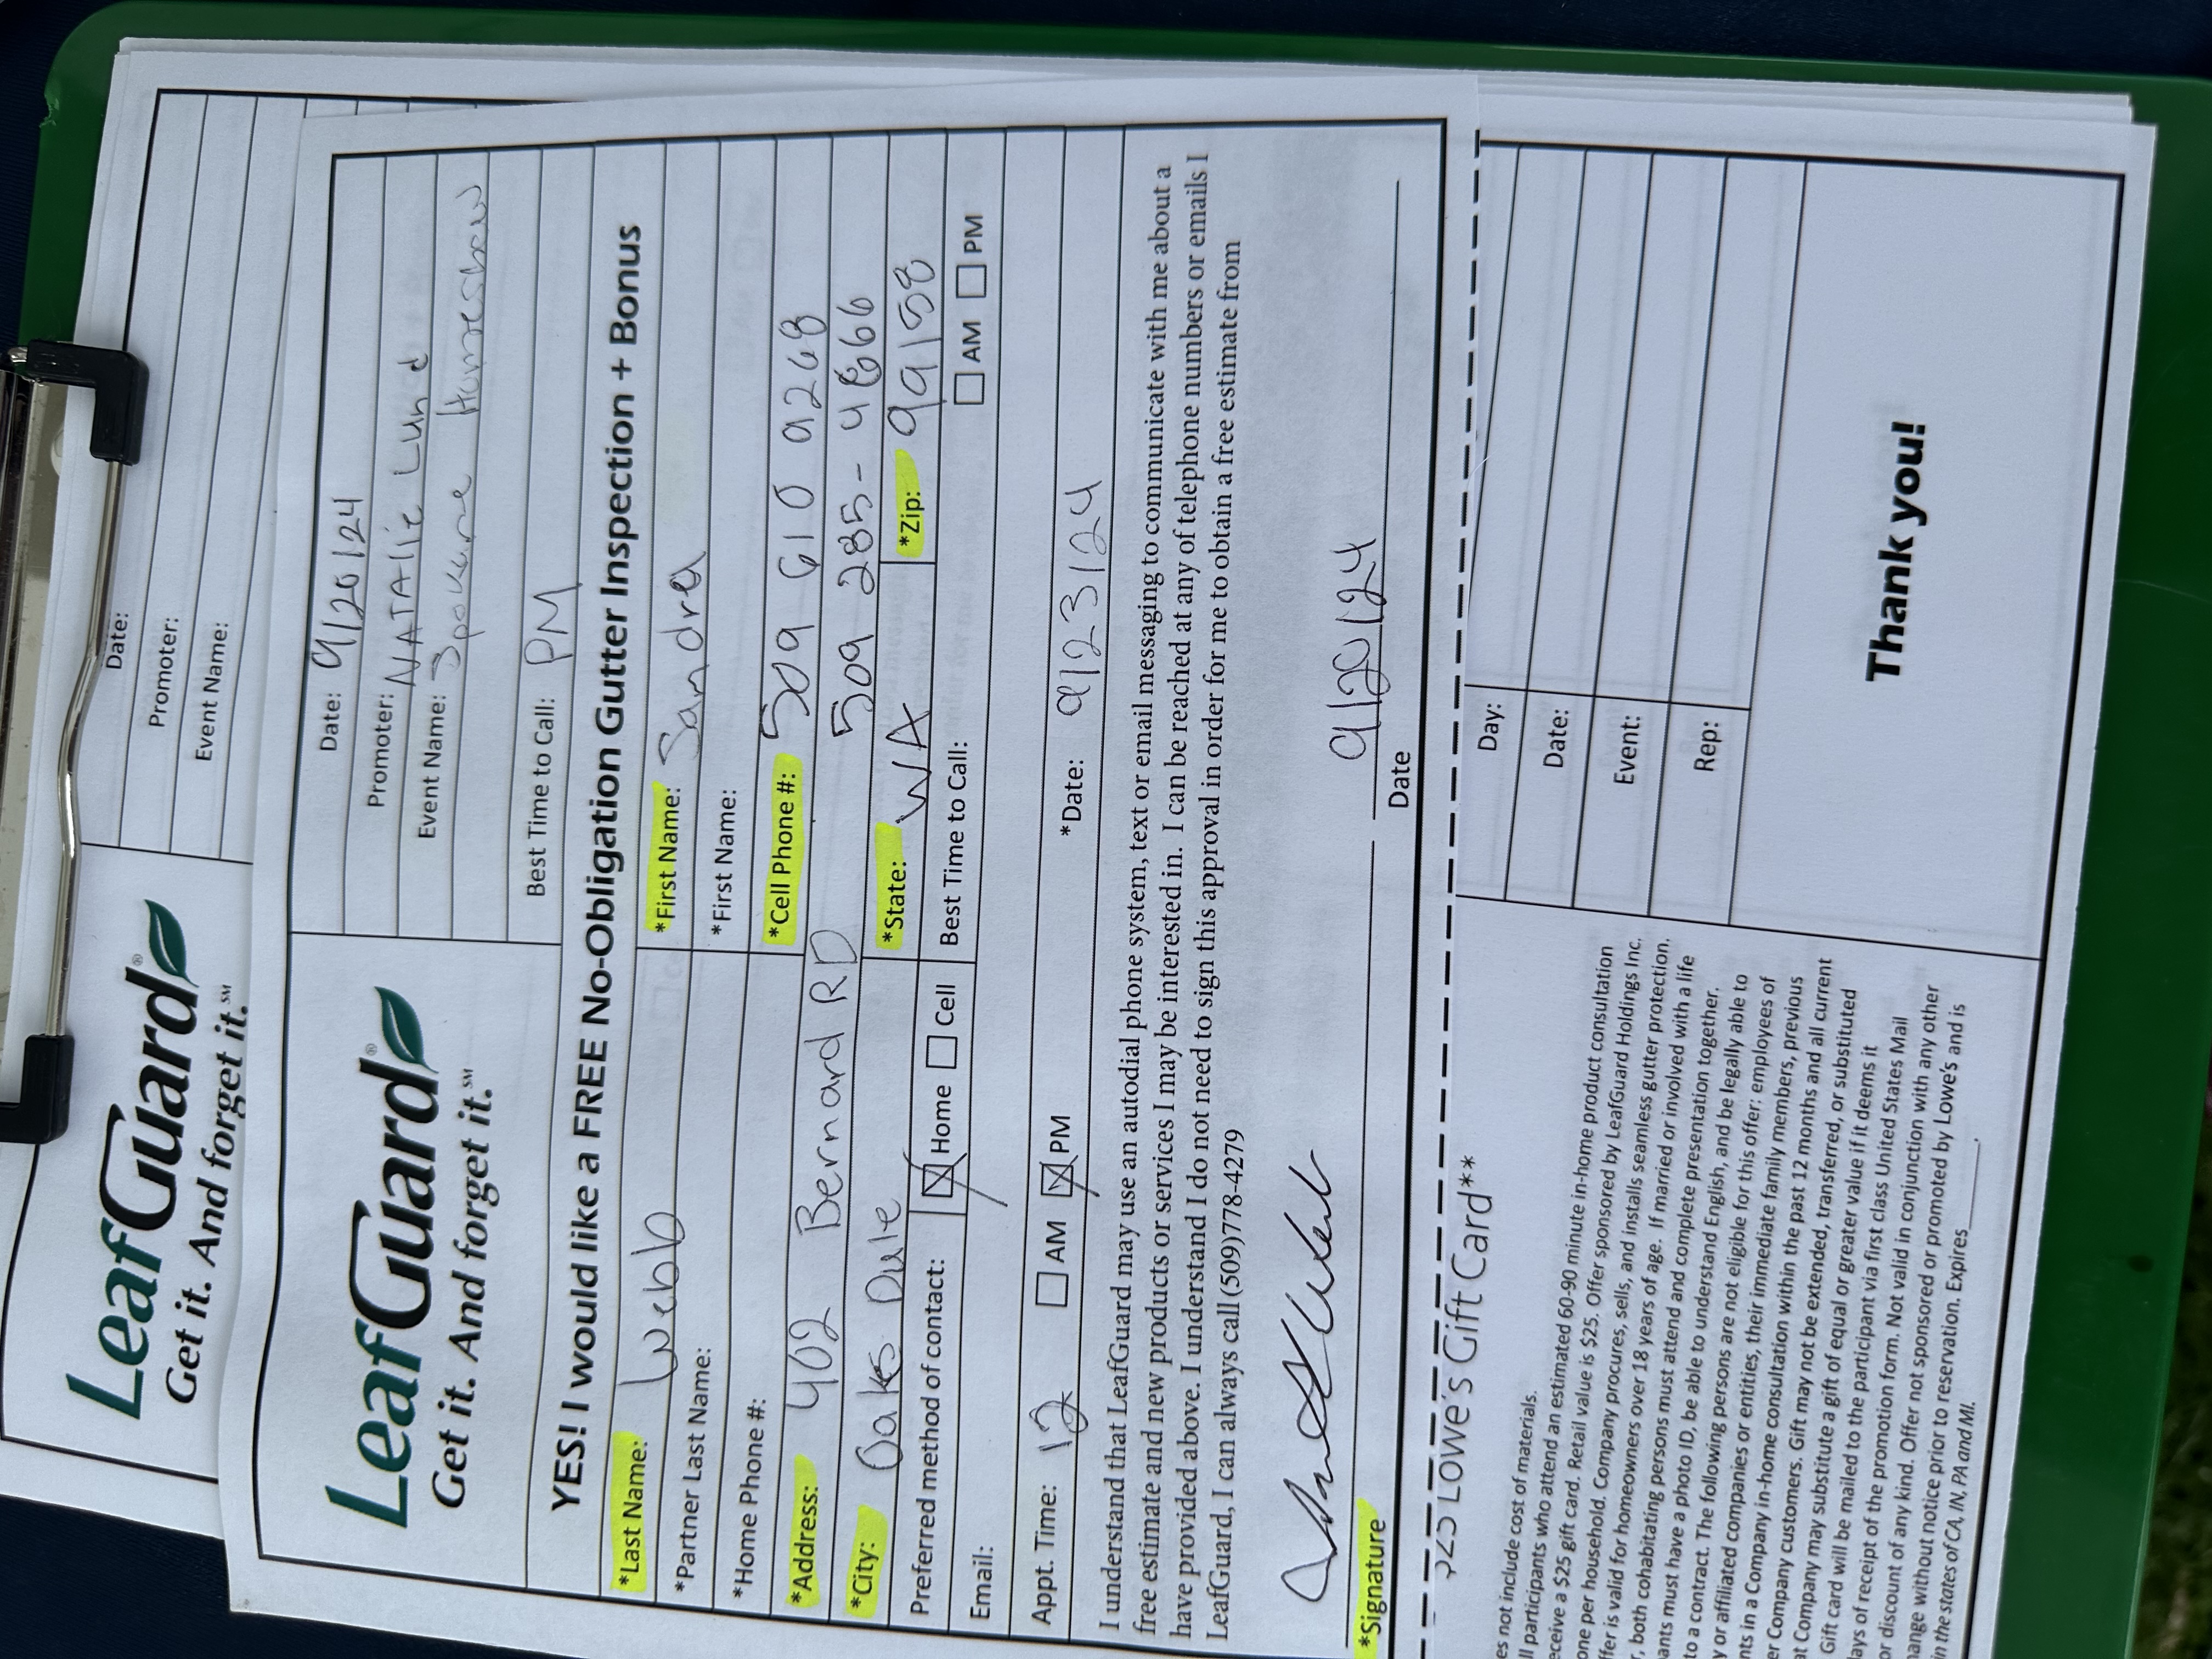 LeafGuard®
Get it. And forget it.℠
Date:
Promoter:
Event Name:
LeafGuard®
Get it. And forget it.℠
Date: 9/20/24
Promoter: NATAlie Lund
Event Name: Spokane Homeshow
Best Time to Call: PM
YES! I would like a FREE No-Obligation Gutter Inspection + Bonus
*Last Name: Webb *First Name: Sandra
*Partner Last Name: *First Name:
*Home Phone #: *Cell Phone #: 509 610 9268
*Address: 402 Bernard RD 509 285-4866
*City: Oakes Dale *State: WA *Zip: 99158
Preferred method of contact: ☒ Home ☐ Cell Best Time to Call: ☐ AM ☐ PM
Email:
Appt. Time: 12 ☐ AM ☒ PM *Date: 9/23/24
I understand that LeafGuard may use an autodial phone system, text or email messaging to communicate with me about a
free estimate and new products or services I may be interested in. I can be reached at any of telephone numbers or emails I
have provided above. I understand I do not need to sign this approval in order for me to obtain a free estimate from
LeafGuard, I can always call (509)778-4279
9/20/24
*Signature Date
$25 Lowe's Gift Card**
es not include cost of materials.
ll participants who attend an estimated 60-90 minute in-home product consultation
eceive a $25 gift card. Retail value is $25. Offer sponsored by LeafGuard Holdings Inc.
one per household. Company procures, sells, and installs seamless gutter protection.
ffer is valid for homeowners over 18 years of age. If married or involved with a life
r, both cohabitating persons must attend and complete presentation together.
ants must have a photo ID, be able to understand English, and be legally able to
to a contract. The following persons are not eligible for this offer: employees of
y or affiliated companies or entities, their immediate family members, previous
nts in a Company in-home consultation within the past 12 months and all current
er Company customers. Gift may not be extended, transferred, or substituted
at Company may substitute a gift of equal or greater value if it deems it
Gift card will be mailed to the participant via first class United States Mail
ays of receipt of the promotion form. Not valid in conjunction with any other
or discount of any kind. Offer not sponsored or promoted by Lowe's and is
hange without notice prior to reservation. Expires________.
in the states of CA, IN, PA and MI.
Day:
Date:
Event:
Rep:
Thank you!